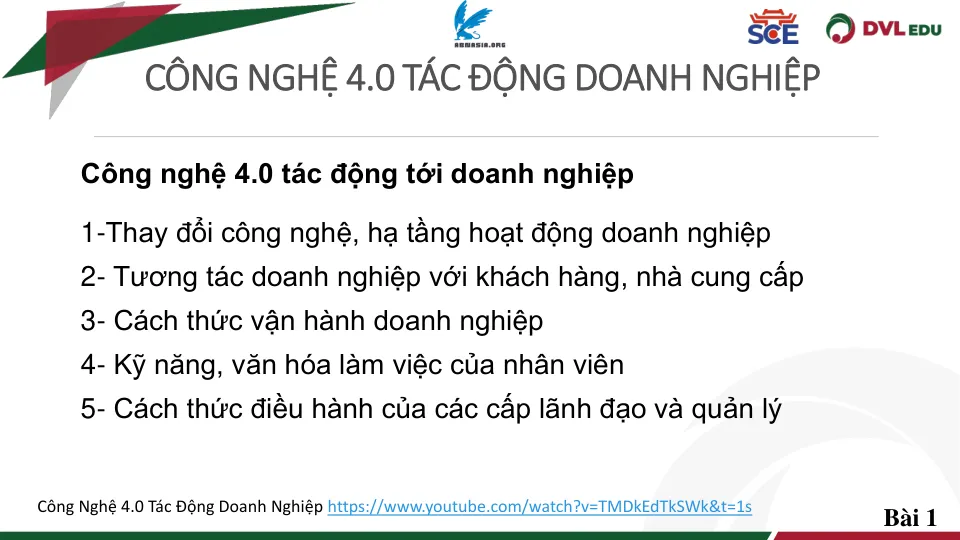 AHMASIA.ORG
SCE
DVL EDU
CÔNG NGHỆ 4.0 TÁC ĐỘNG DOANH NGHIỆP
Công nghệ 4.0 tác động tới doanh nghiệp
1-Thay đổi công nghệ, hạ tầng hoạt động doanh nghiệp
2- Tương tác doanh nghiệp với khách hàng, nhà cung cấp
3- Cách thức vận hành doanh nghiệp
4- Kỹ năng, văn hóa làm việc của nhân viên
5- Cách thức điều hành của các cấp lãnh đạo và quản lý
Công Nghệ 4.0 Tác Động Doanh Nghiệp https://www.youtube.com/watch?v=TMDkEdTkSWk&t=1s
Bài 1